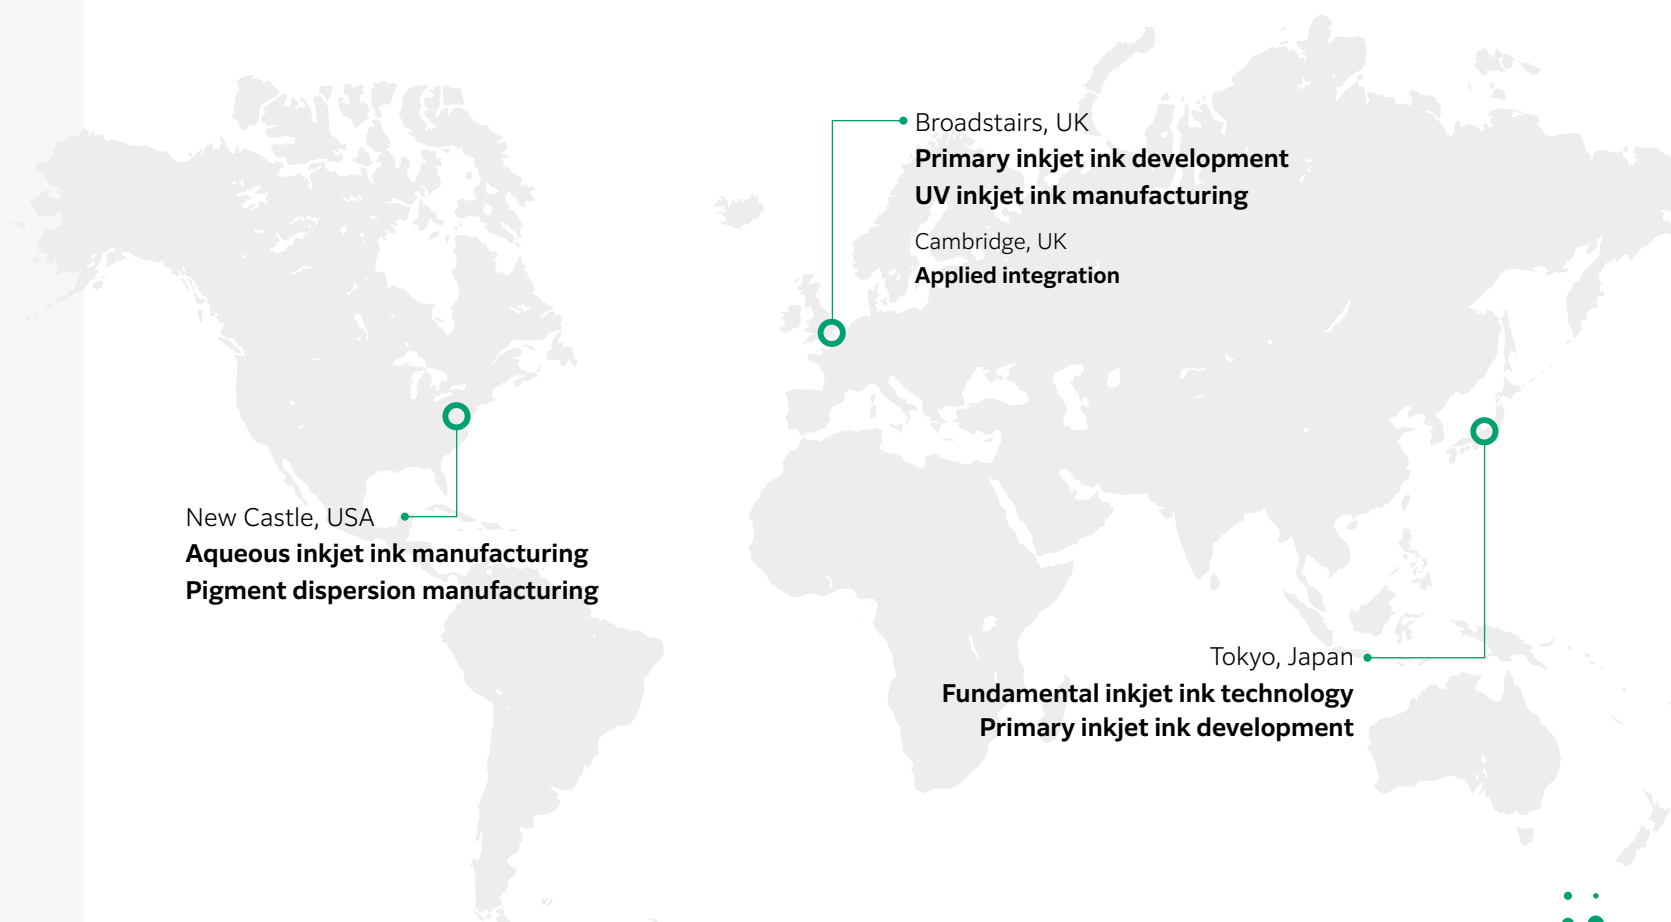 Broadstairs, UK
Primary inkjet ink development
UV inkjet ink manufacturing
Cambridge, UK
Applied integration
New Castle, USA
Aqueous inkjet ink manufacturing
Pigment dispersion manufacturing
Tokyo, Japan
Fundamental inkjet ink technology
Primary inkjet ink development